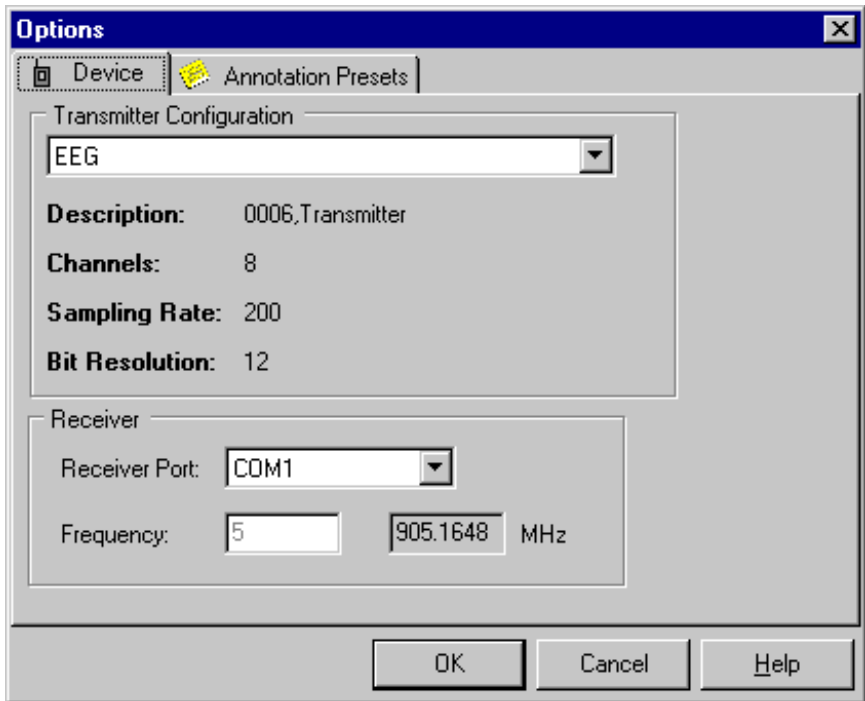 Options
Device Annotation Presets
Transmitter Configuration
EEG
Description: 0006,Transmitter
Channels: 8
Sampling Rate: 200
Bit Resolution: 12
Receiver
Receiver Port: COM1
Frequency: 5 905.1648 MHz
OK Cancel Help